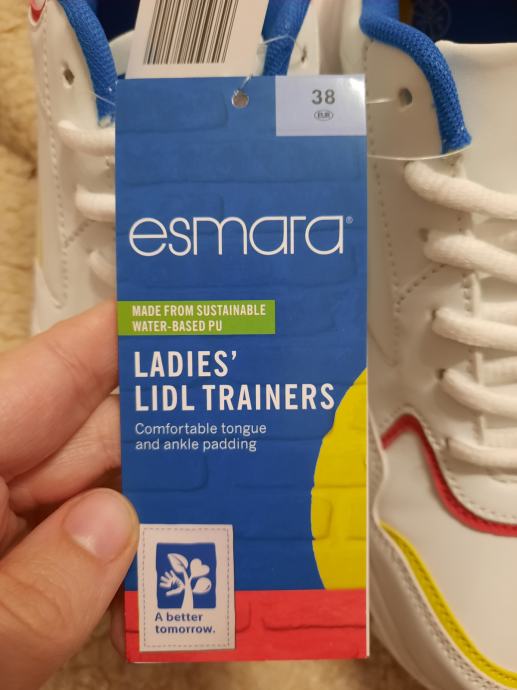 38
EUR
esmara®
MADE FROM SUSTAINABLE
WATER-BASED PU
LADIES'
LIDL TRAINERS
Comfortable tongue
and ankle padding
A better
tomorrow.